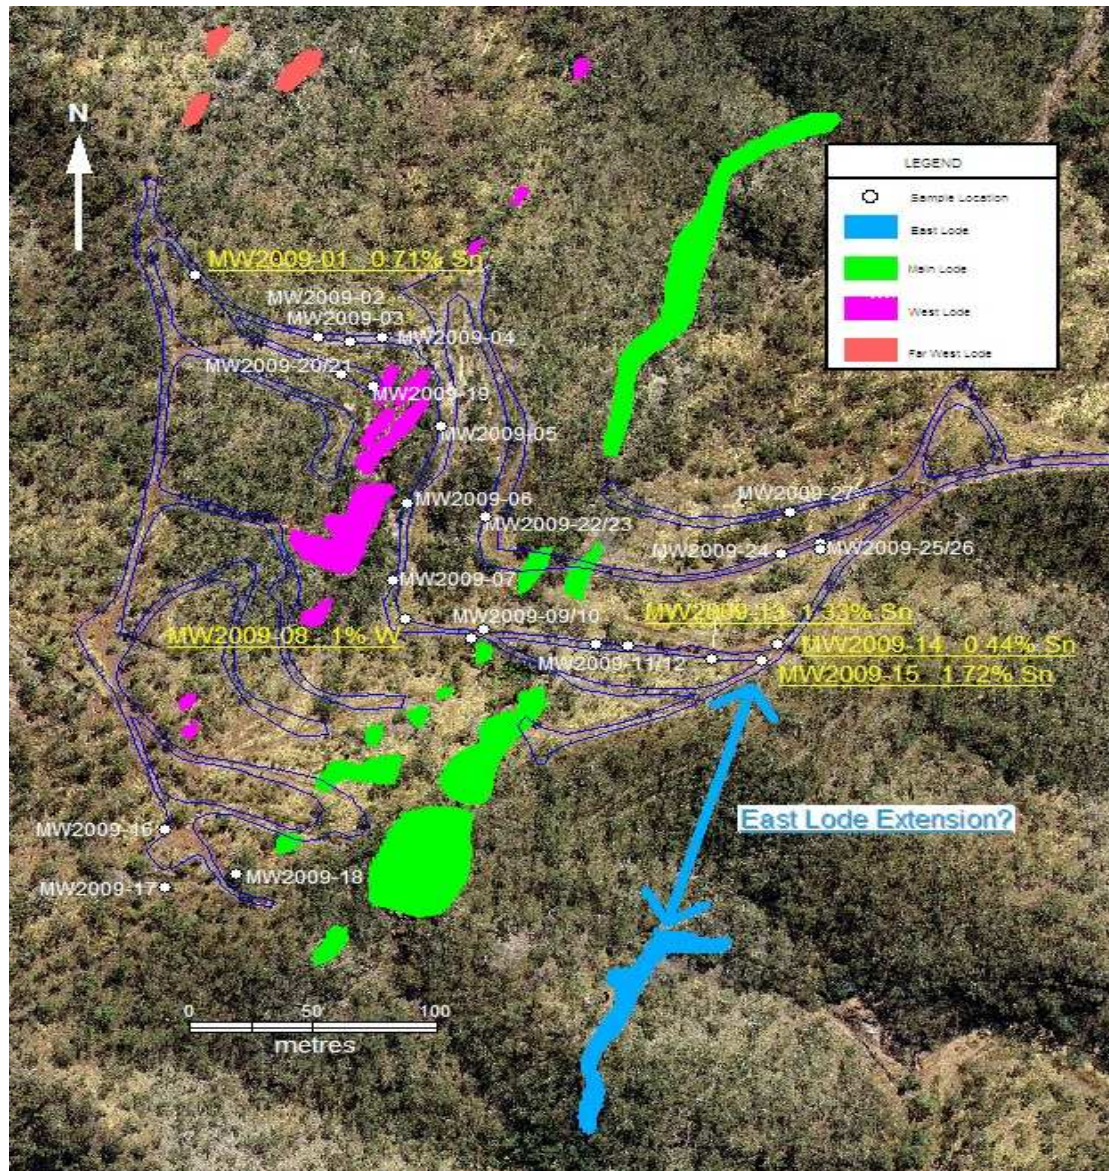 N
LEGEND
Sample Location
East Lode
Main Lode
West Lode
Far West Lode
MW2009-01 0.71% Sn
MW2009-02
MW2009-03
MW2009-04
MW2009-20/21
MW2009-19
MW2009-05
MW2009-06
MW2009-27
MW2009-22/23
MW2009-24
MW2009-25/26
MW2009-07
MW2009-09/10
MW2009-13 1.33% Sn
MW2009-08 1% W
MW2009-14 0.44% Sn
MW2009-11/12
MW2009-15 1.72% Sn
East Lode Extension?
MW2009-16
MW2009-18
MW2009-17
0 50 100
metres